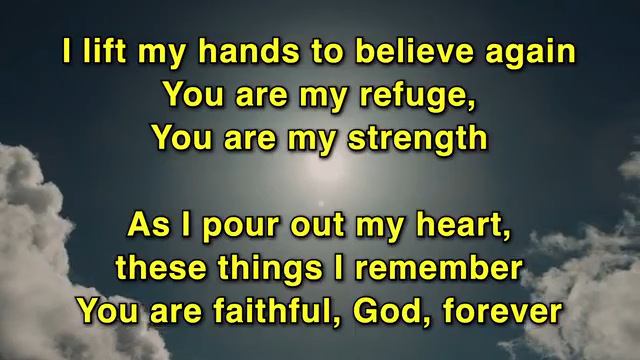 I lift my hands to believe again
You are my refuge,
You are my strength
As I pour out my heart,
these things I remember
You are faithful, God, forever